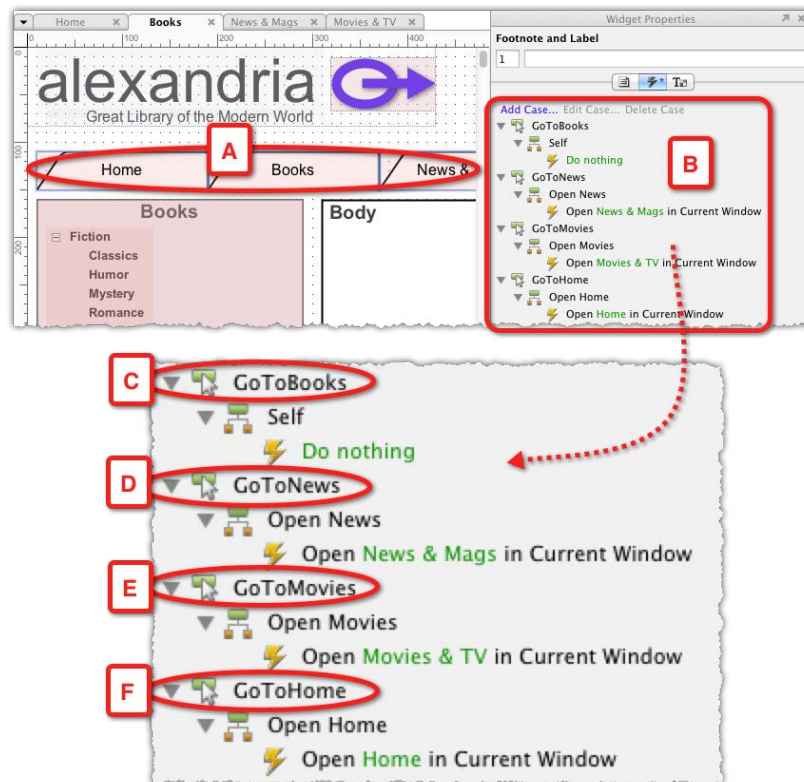 Home × Books × News & Mags × Movies & TV ×
Widget Properties
0 100 200 300 400
Footnote and Label
0
1
alexandria
Great Library of the Modern World
Add Case... Edit Case... Delete Case
GoToBooks
Self
Do nothing
GoToNews
Open News
Open News & Mags in Current Window
GoToMovies
Open Movies
Open Movies & TV in Current Window
GoToHome
Open Home
Open Home in Current Window
A
B
100
Home Books News &
Books Body
200
Fiction
Classics
Humor
Mystery
Romance
C GoToBooks
Self
Do nothing
D GoToNews
Open News
Open News & Mags in Current Window
E GoToMovies
Open Movies
Open Movies & TV in Current Window
F GoToHome
Open Home
Open Home in Current Window